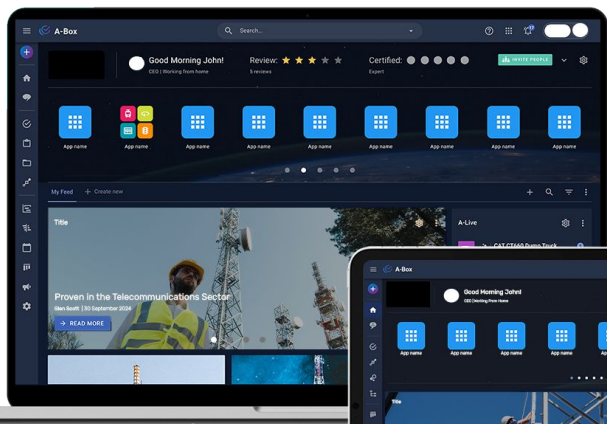 A-Box
Search...
Good Morning John!
CEO | Working from home
Review:
5 reviews
Certified:
Expert
INVITE PEOPLE
App name
App name
App name
App name
App name
App name
App name
App name
My Feed
+ Create new
Title
Proven in the Telecommunications Sector
Glen Scott | 30 September 2024
→ READ MORE
A-Live
CAT CT660 Dump Truck
A-Box
Good Morning John!
CEO | Working from Home
App name
App name
App name
App name
Title